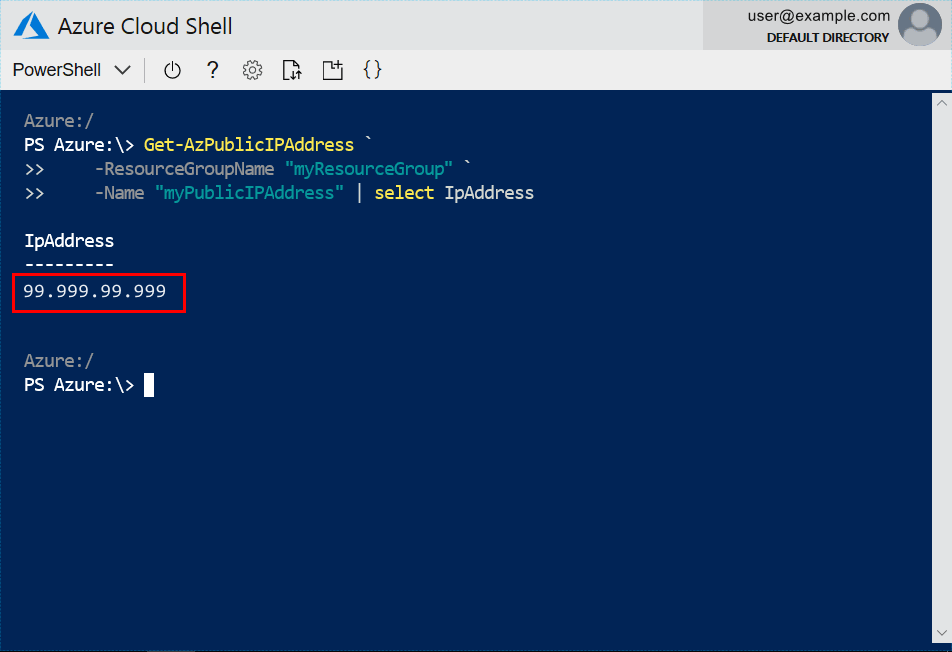 Azure Cloud Shell
user@example.com
DEFAULT DIRECTORY
PowerShell
?
{}
Azure:/
PS Azure:\> Get-AzPublicIPAddress `
>>     -ResourceGroupName "myResourceGroup" `
>>     -Name "myPublicIPAddress" | select IpAddress
IpAddress
---------
99.999.99.999
Azure:/
PS Azure:\>